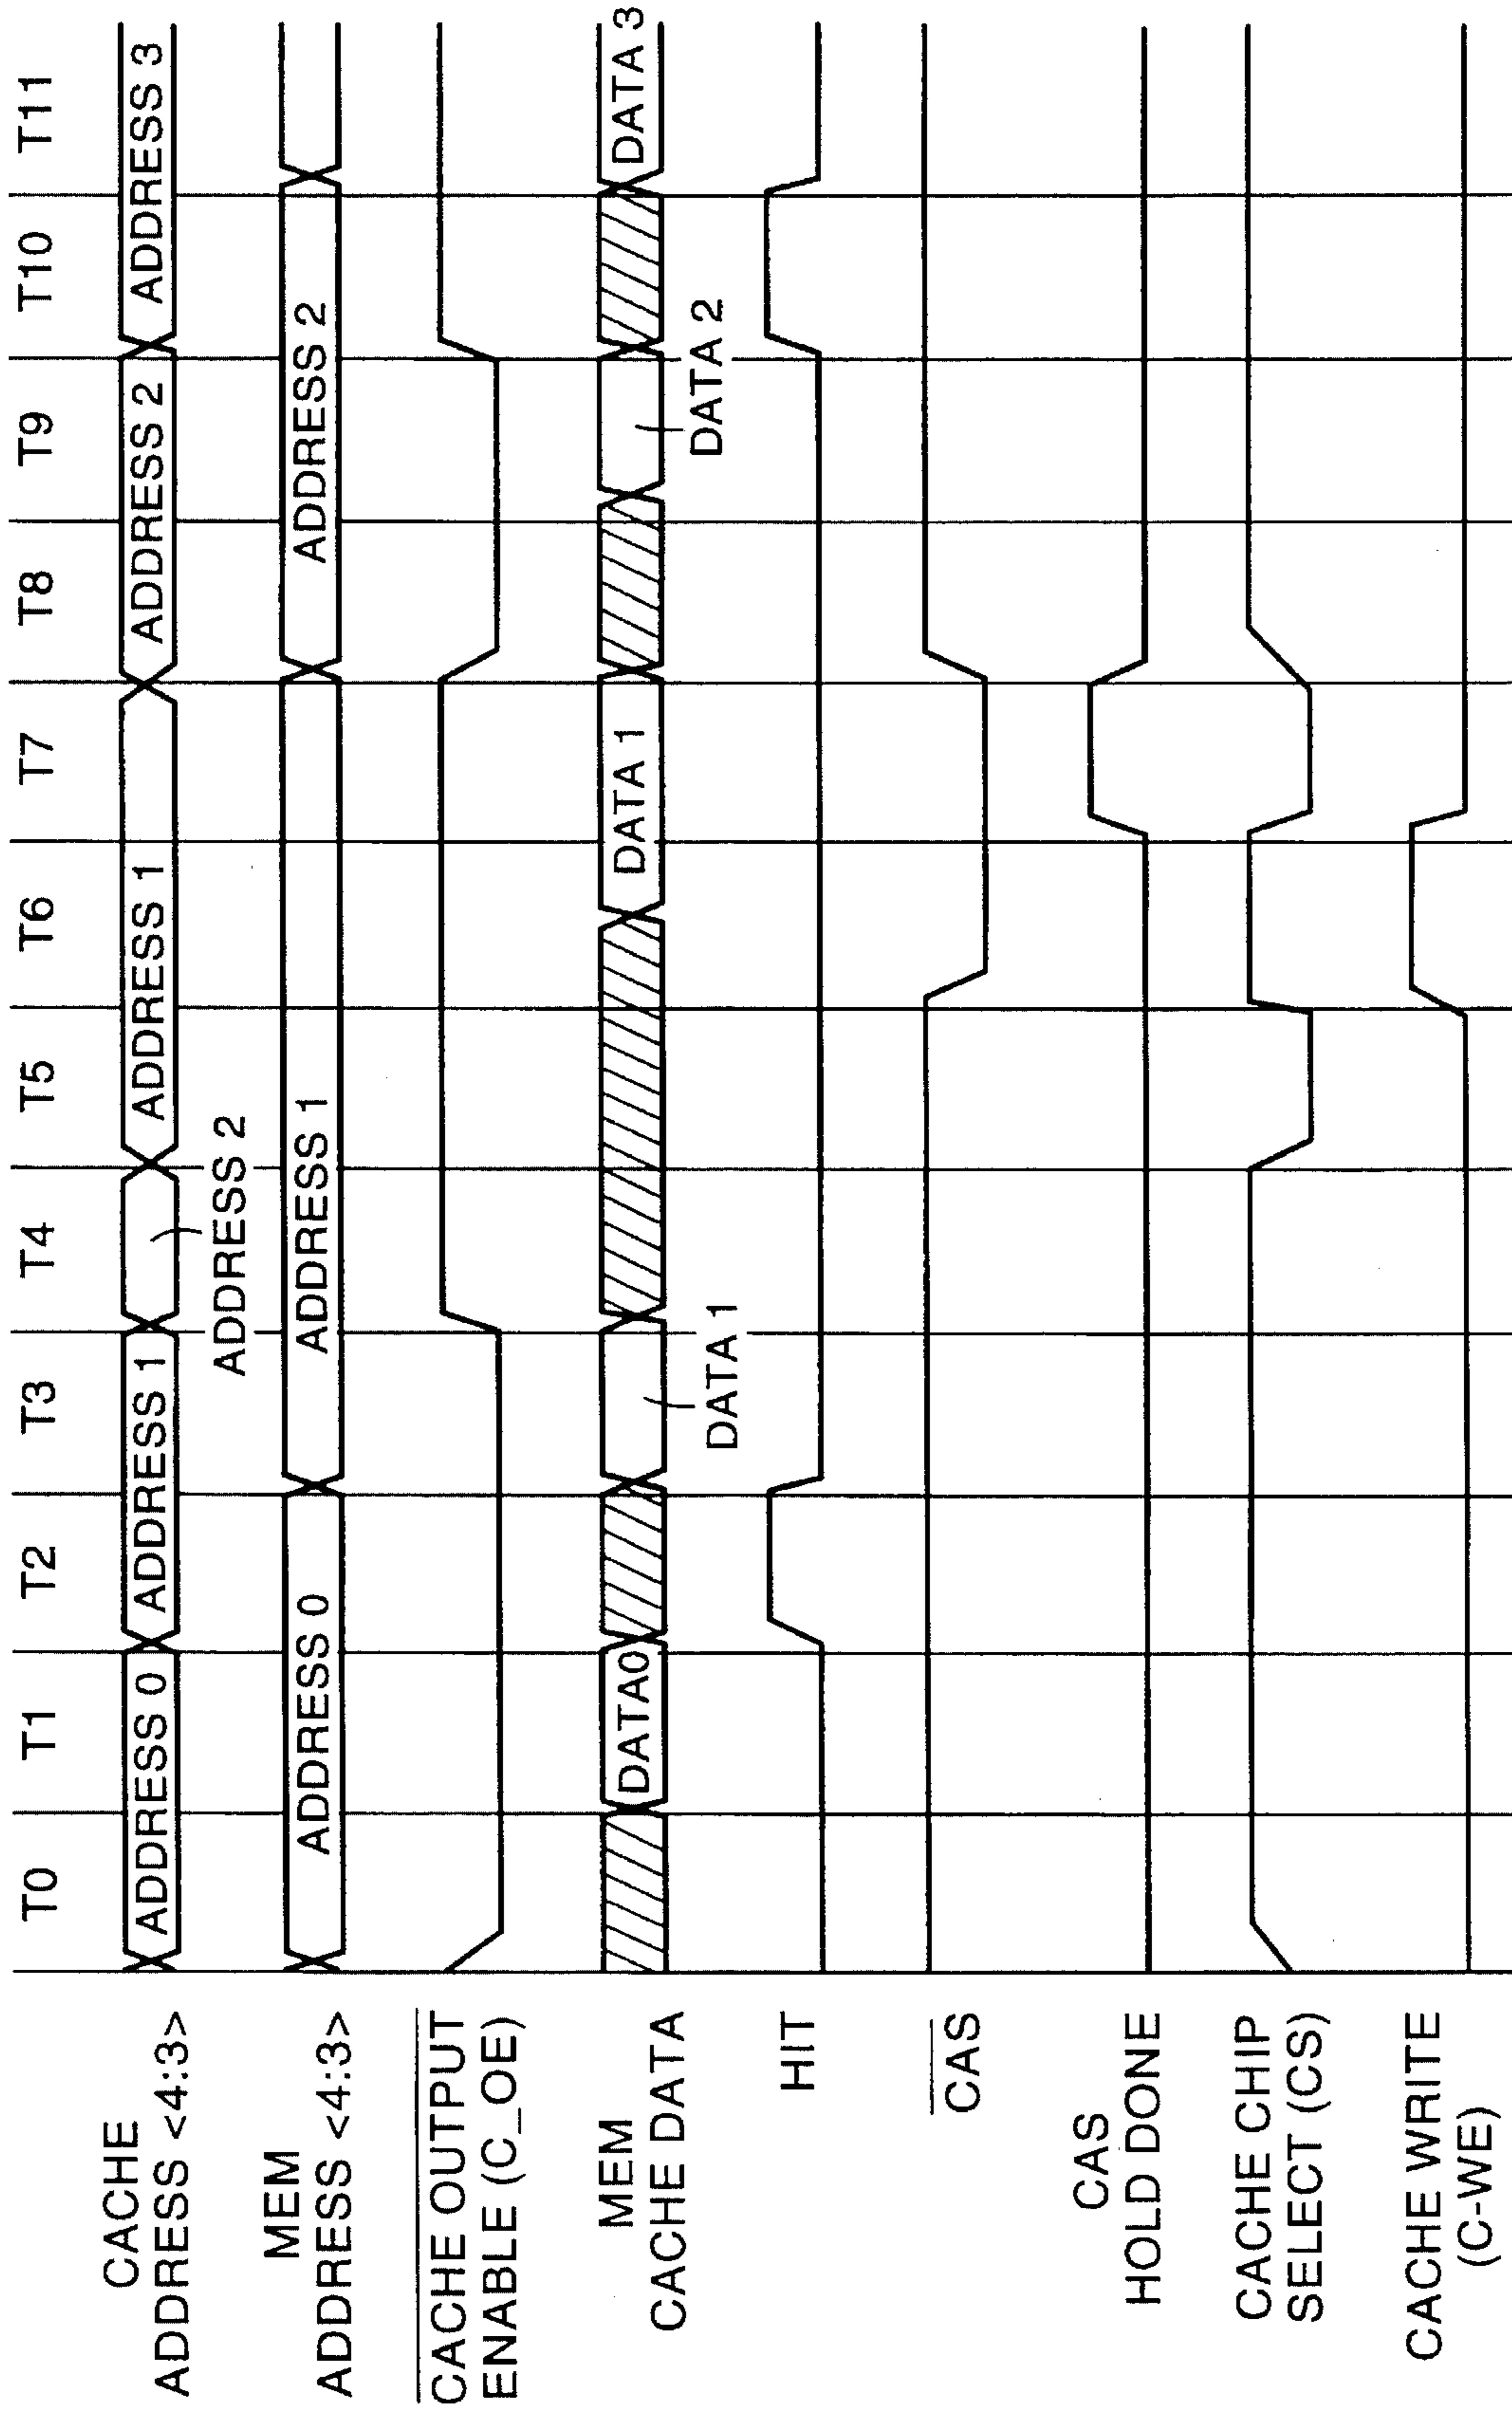 T0 T1 T2 T3 T4 T5 T6 T7 T8 T9 T10 T11
CACHE
ADDRESS <4:3>
ADDRESS 0 ADDRESS 1 ADDRESS 1 ADDRESS 2 ADDRESS 3
ADDRESS 2
MEM
ADDRESS <4:3>
ADDRESS 0 ADDRESS 1 ADDRESS 2
CACHE OUTPUT
ENABLE (C_OE)
MEM
CACHE DATA
DATA0 DATA 1 DATA 3
DATA 1 DATA 2
HIT
CAS
CAS
HOLD DONE
CACHE CHIP
SELECT (CS)
CACHE WRITE
(C-WE)